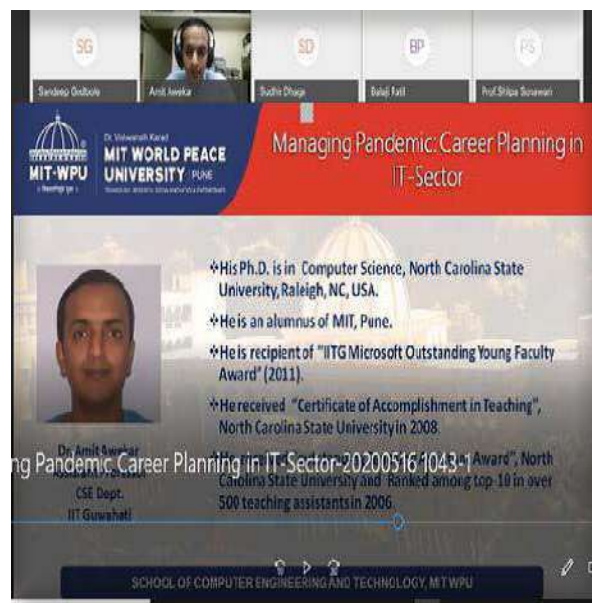 SG
SD
BP
PS
Sandeep Godbole
Amit Awekar
Sudhir Dhage
Balaji Patil
Prof.Shilpa Sonawani
MIT-WPU
Dr. Vishwanath Karad
MIT WORLD PEACE
UNIVERSITY PUNE
Managing Pandemic: Career Planning in
IT-Sector
❖His Ph.D. is in Computer Science, North Carolina State
University, Raleigh, NC, USA.
❖He is an alumnus of MIT, Pune.
❖He is recipient of "IITG Microsoft Outstanding Young Faculty
Award" (2011).
❖He received "Certificate of Accomplishment in Teaching",
North Carolina State University in 2008.
Award", North
Carolina State University and Ranked among top 10 in over
500 teaching assistants in 2006
Dr. Amit Awekar
Assistant Professor
CSE Dept.
IIT Guwahati
ng Pandemic Career Planning in IT-Sector-20200516 1043-1
SCHOOL OF COMPUTER ENGINEERING AND TECHNOLOGY, MIT WPU